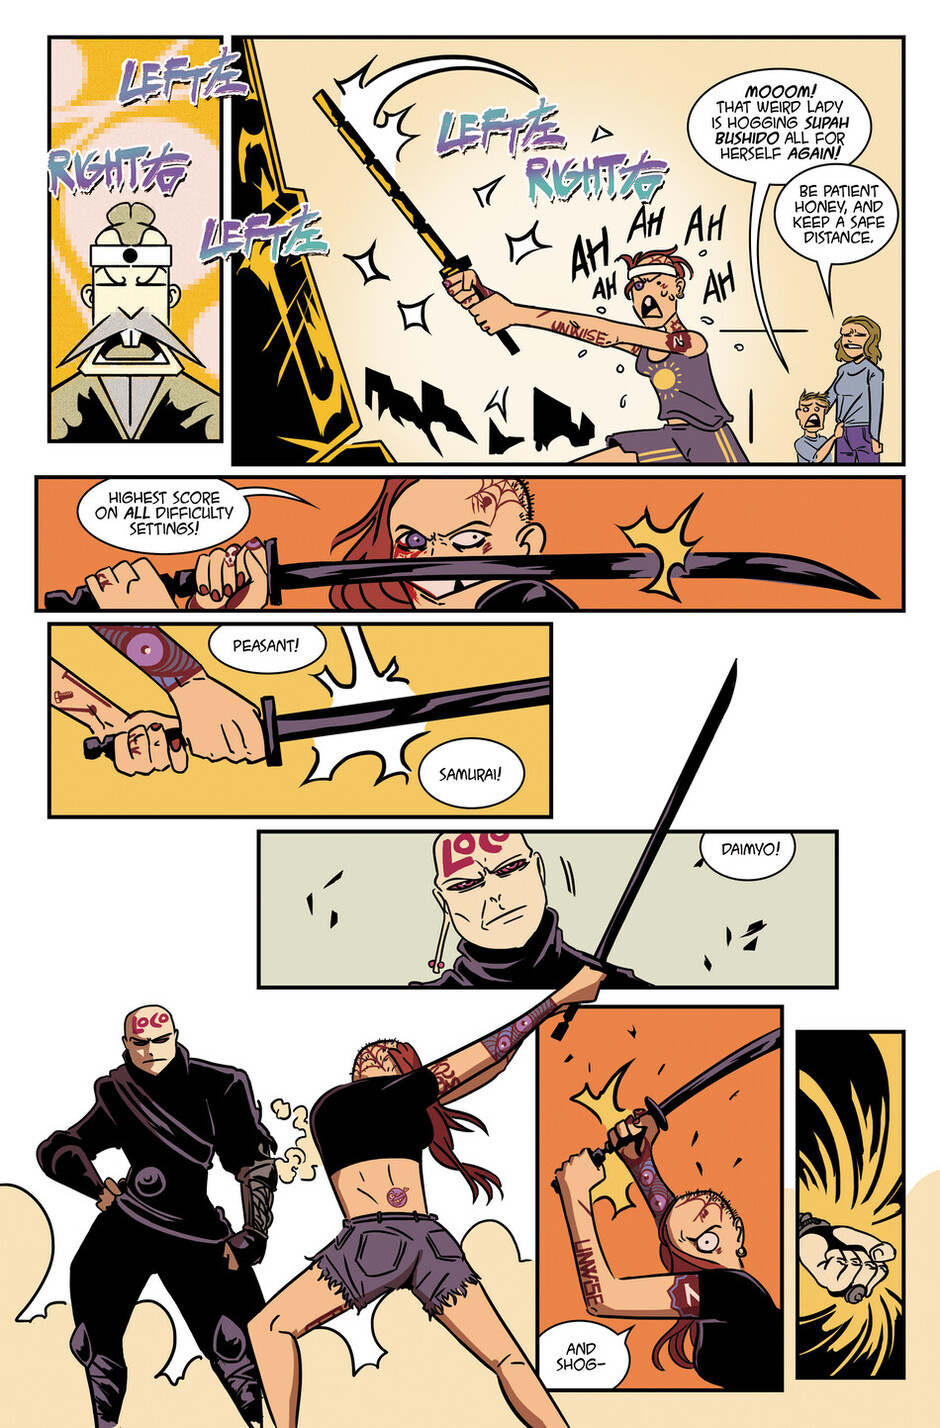 LEFT左
RIGHT右
LEFT左
LEFT左
RIGHT右
AH
AH
AH
AH
AH
UNWISE
N
MOOOM!
THAT WEIRD LADY
IS HOGGING SUPAH
BUSHIDO ALL FOR
HERSELF AGAIN!
BE PATIENT
HONEY, AND
KEEP A SAFE
DISTANCE.
HIGHEST SCORE
ON ALL DIFFICULTY
SETTINGS!
PEASANT!
SAMURAI!
LOCO
DAIMYO!
LOCO
UNWISE
N
AND
SHOG–